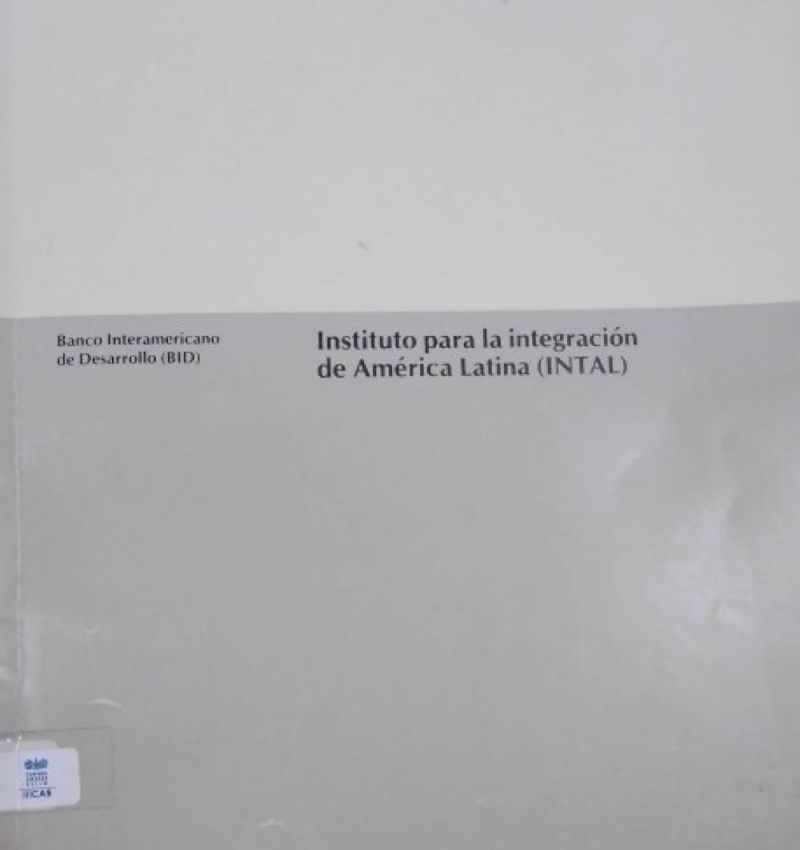 Banco Interamericano
de Desarrollo (BID)
Instituto para la integración
de América Latina (INTAL)